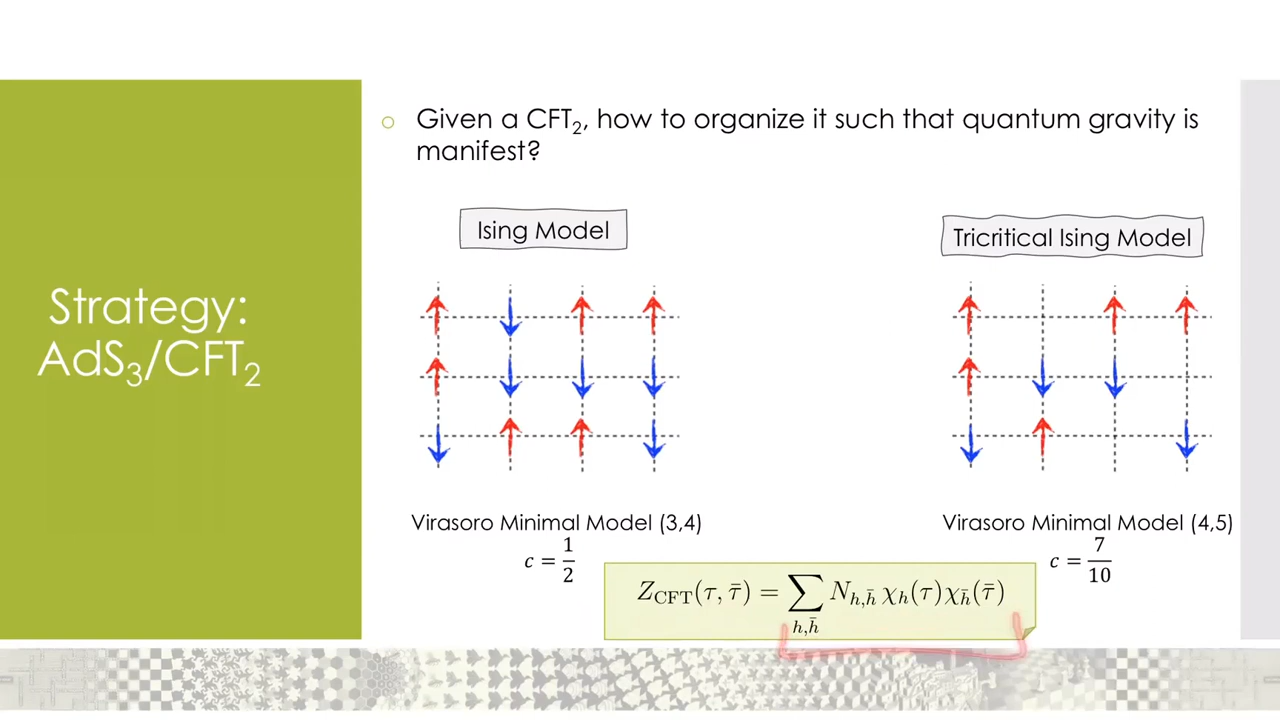 Strategy:
AdS₃/CFT₂
o Given a CFT₂, how to organize it such that quantum gravity is
manifest?
Ising Model
Tricritical Ising Model
Virasoro Minimal Model (3,4)
c = 1/2
Virasoro Minimal Model (4,5)
c = 7/10
Z_CFT(τ, τ̄) = ∑_{h,h̄} N_{h,h̄} χ_h(τ)χ_h̄(τ̄)